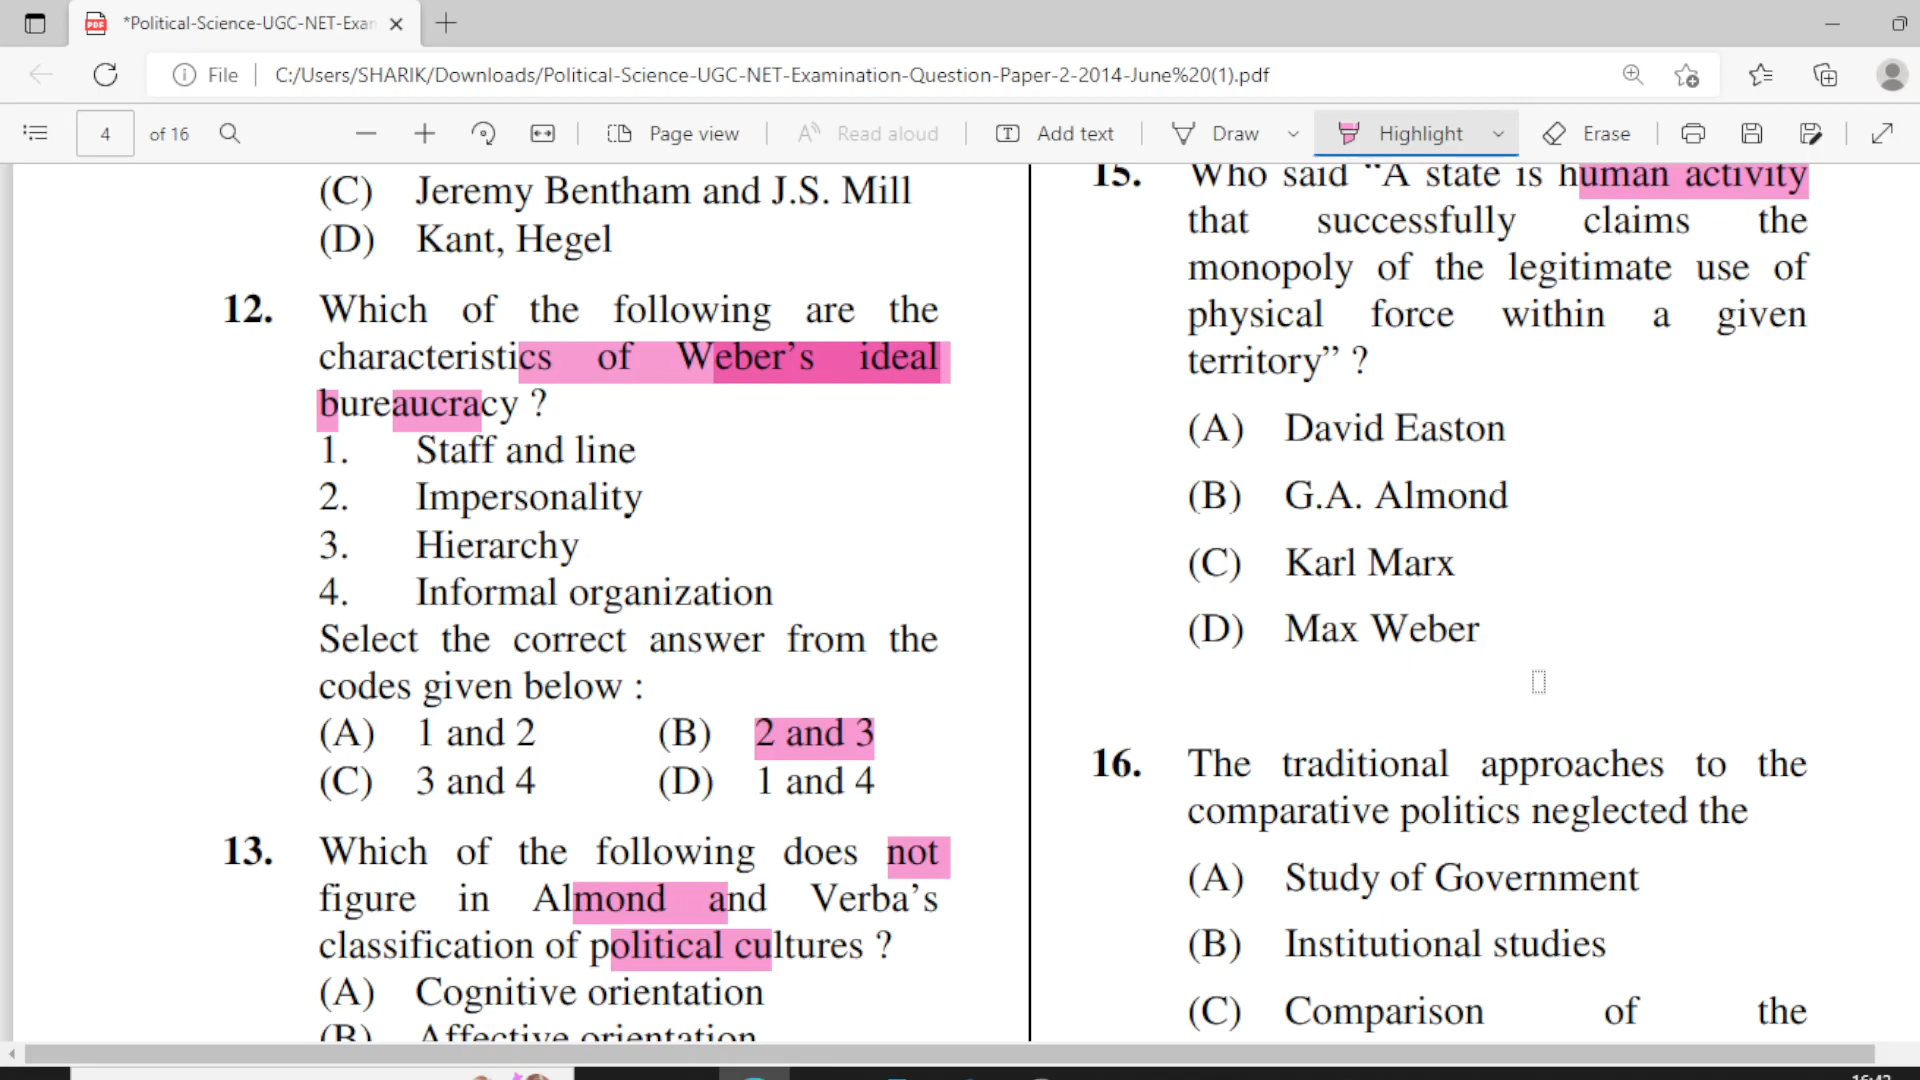 *Political-Science-UGC-NET-Exam
File
C:/Users/SHARIK/Downloads/Political-Science-UGC-NET-Examination-Question-Paper-2-2014-June%20(1).pdf
4 of 16
Page view
Read aloud
Add text
Draw
Highlight
Erase
(C) Jeremy Bentham and J.S. Mill
(D) Kant, Hegel
12. Which of the following are the
characteristics of Weber's ideal
bureaucracy ?
1. Staff and line
2. Impersonality
3. Hierarchy
4. Informal organization
Select the correct answer from the
codes given below :
(A) 1 and 2 (B) 2 and 3
(C) 3 and 4 (D) 1 and 4
13. Which of the following does not
figure in Almond and Verba's
classification of political cultures ?
(A) Cognitive orientation
(B) Affective orientation
15. Who said "A state is human activity
that successfully claims the
monopoly of the legitimate use of
physical force within a given
territory" ?
(A) David Easton
(B) G.A. Almond
(C) Karl Marx
(D) Max Weber
16. The traditional approaches to the
comparative politics neglected the
(A) Study of Government
(B) Institutional studies
(C) Comparison of the